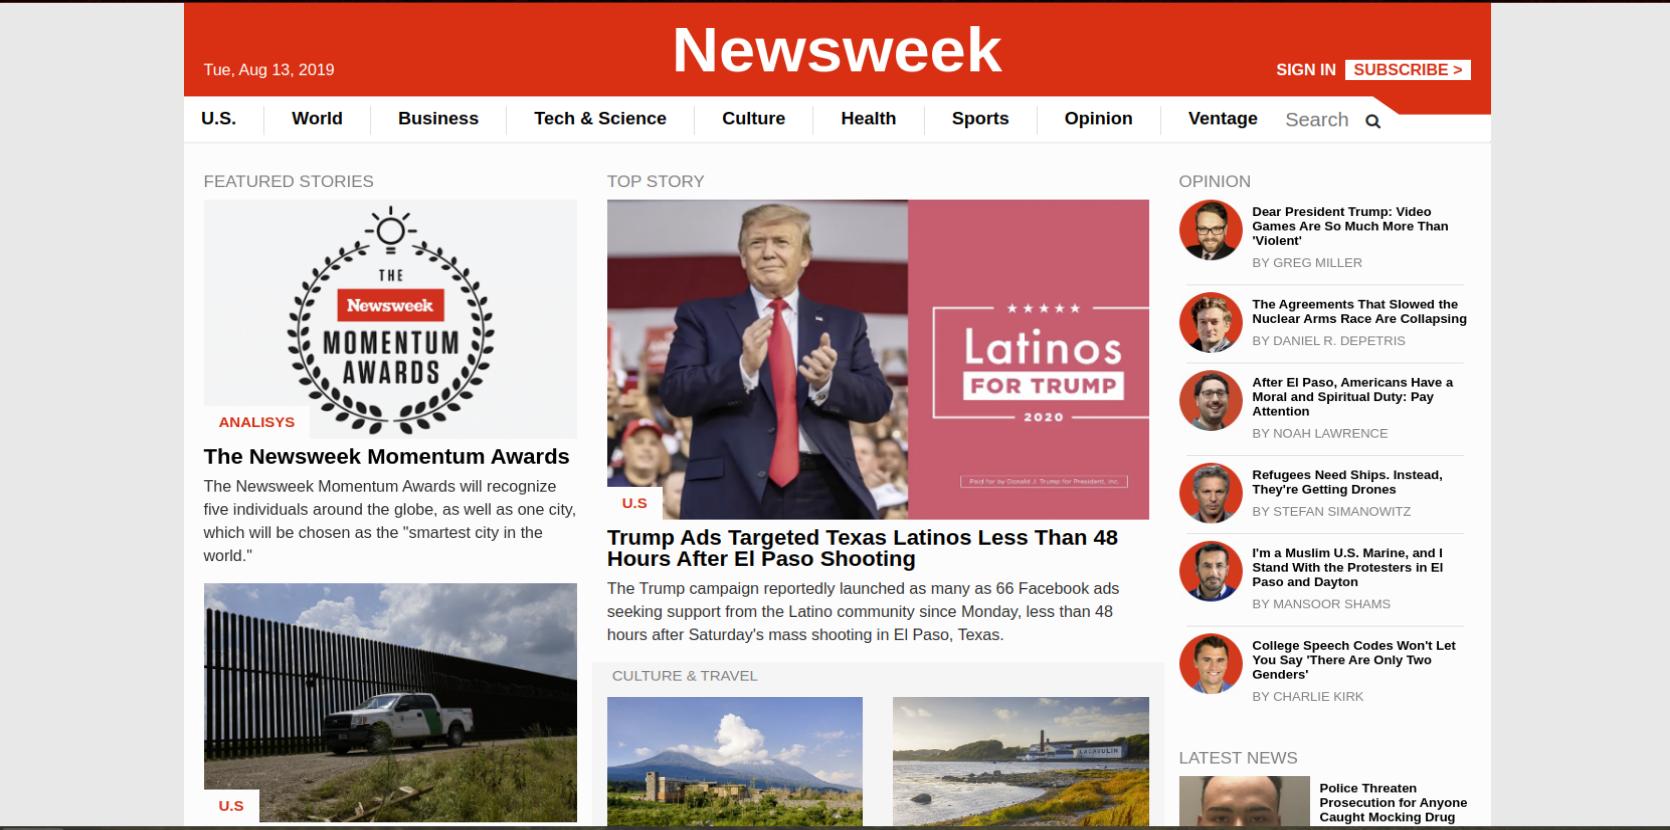 Newsweek
Tue, Aug 13, 2019
SIGN IN SUBSCRIBE >
U.S. World Business Tech & Science Culture Health Sports Opinion Ventage Search
FEATURED STORIES
THE
Newsweek
MOMENTUM
AWARDS
ANALISYS
The Newsweek Momentum Awards
The Newsweek Momentum Awards will recognize
five individuals around the globe, as well as one city,
which will be chosen as the "smartest city in the
world."
U.S
TOP STORY
Latinos
FOR TRUMP
2020
Paid for by Donald J. Trump for President, Inc.
U.S
Trump Ads Targeted Texas Latinos Less Than 48
Hours After El Paso Shooting
The Trump campaign reportedly launched as many as 66 Facebook ads
seeking support from the Latino community since Monday, less than 48
hours after Saturday's mass shooting in El Paso, Texas.
CULTURE & TRAVEL
LAGAVULIN
OPINION
Dear President Trump: Video
Games Are So Much More Than
'Violent'
BY GREG MILLER
The Agreements That Slowed the
Nuclear Arms Race Are Collapsing
BY DANIEL R. DEPETRIS
After El Paso, Americans Have a
Moral and Spiritual Duty: Pay
Attention
BY NOAH LAWRENCE
Refugees Need Ships. Instead,
They're Getting Drones
BY STEFAN SIMANOWITZ
I'm a Muslim U.S. Marine, and I
Stand With the Protesters in El
Paso and Dayton
BY MANSOOR SHAMS
College Speech Codes Won't Let
You Say 'There Are Only Two
Genders'
BY CHARLIE KIRK
LATEST NEWS
Police Threaten
Prosecution for Anyone
Caught Mocking Drug